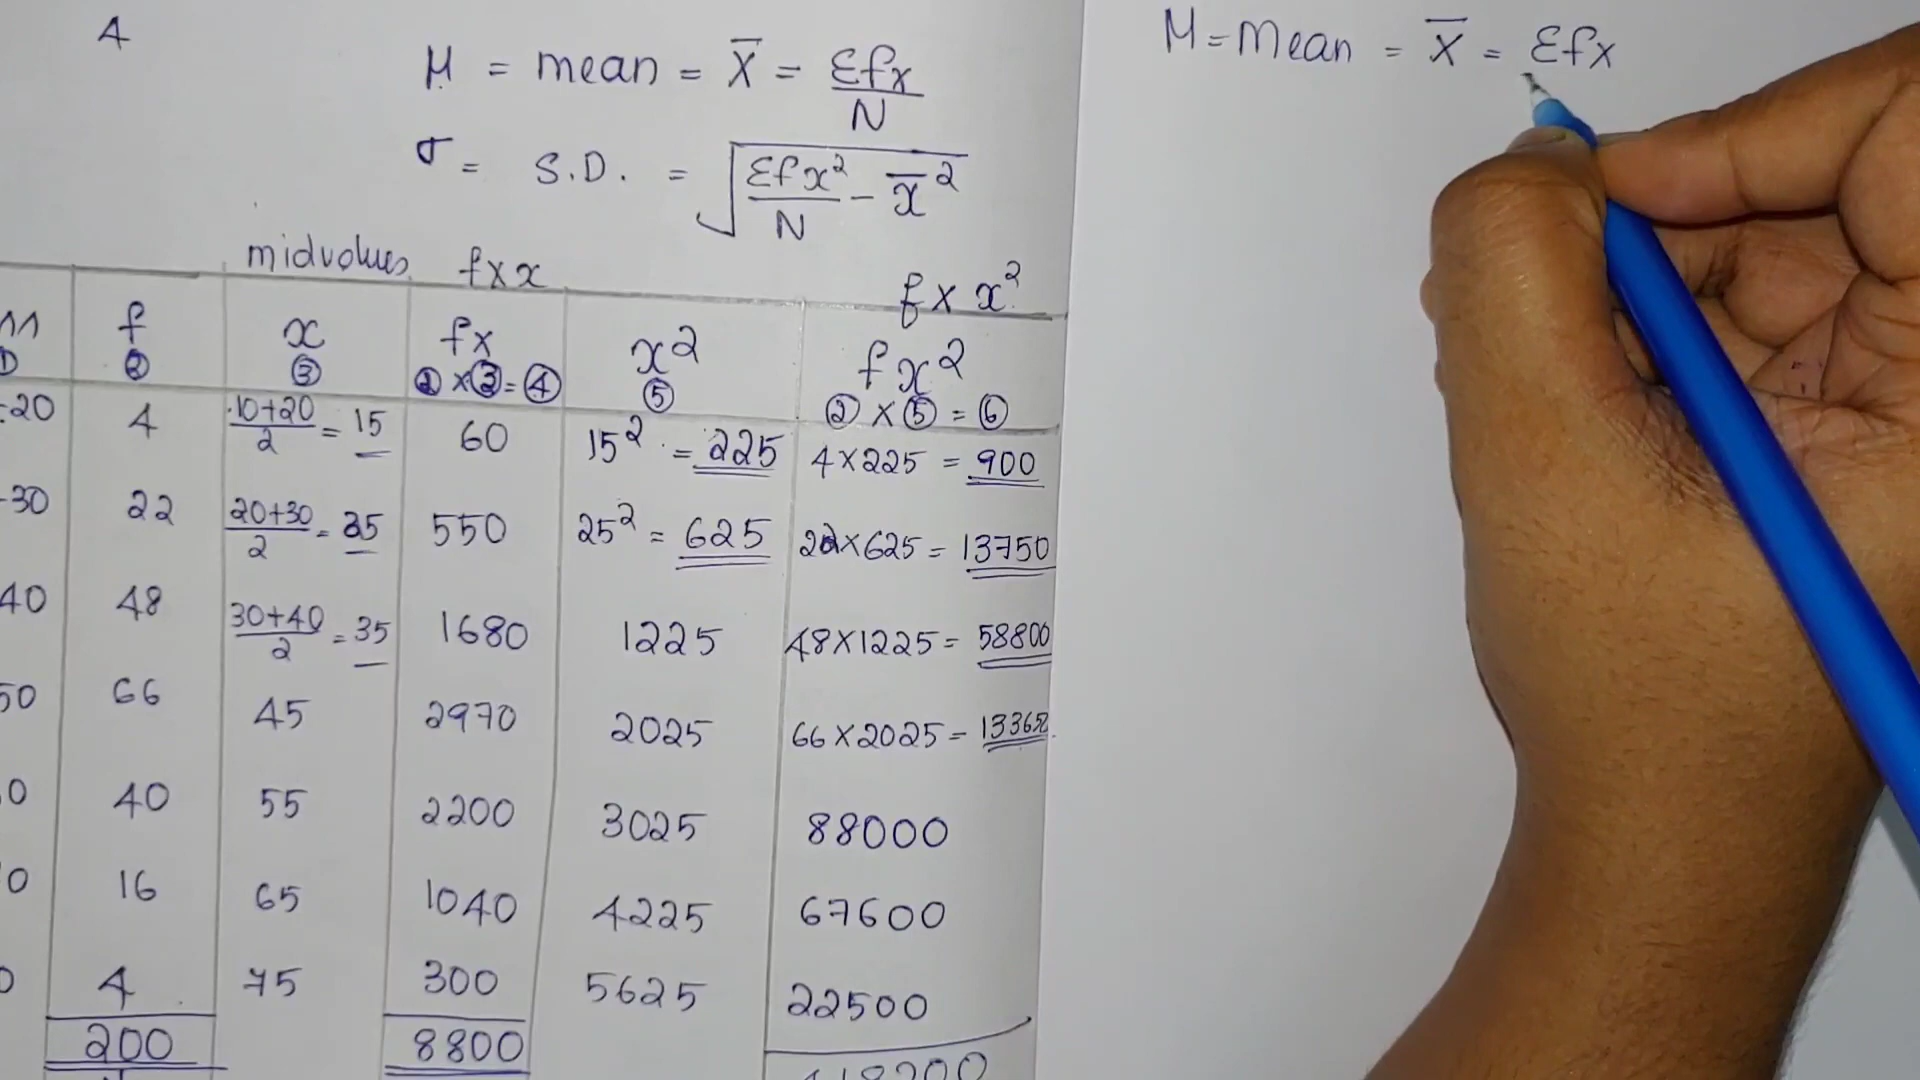 4
μ = mean = X̄ = Σfx/N
σ = S.D. = √(Σfx²/N - x̄²)
M = Mean = X̄ = Σfx
midvalues f×x f×x²
f x fx x² fx²
② ③ ②×③=④ ⑤ ②×⑤=⑥
20 4 10+20/2 = 15 60 15² = 225 4×225 = 900
-30 22 20+30/2 = 25 550 25² = 625 22×625 = 13750
40 48 30+40/2 = 35 1680 1225 48×1225 = 58800
50 66 45 2970 2025 66×2025 = 133650
0 40 55 2200 3025 88000
0 16 65 1040 4225 67600
0 4 75 300 5625 22500
200 8800